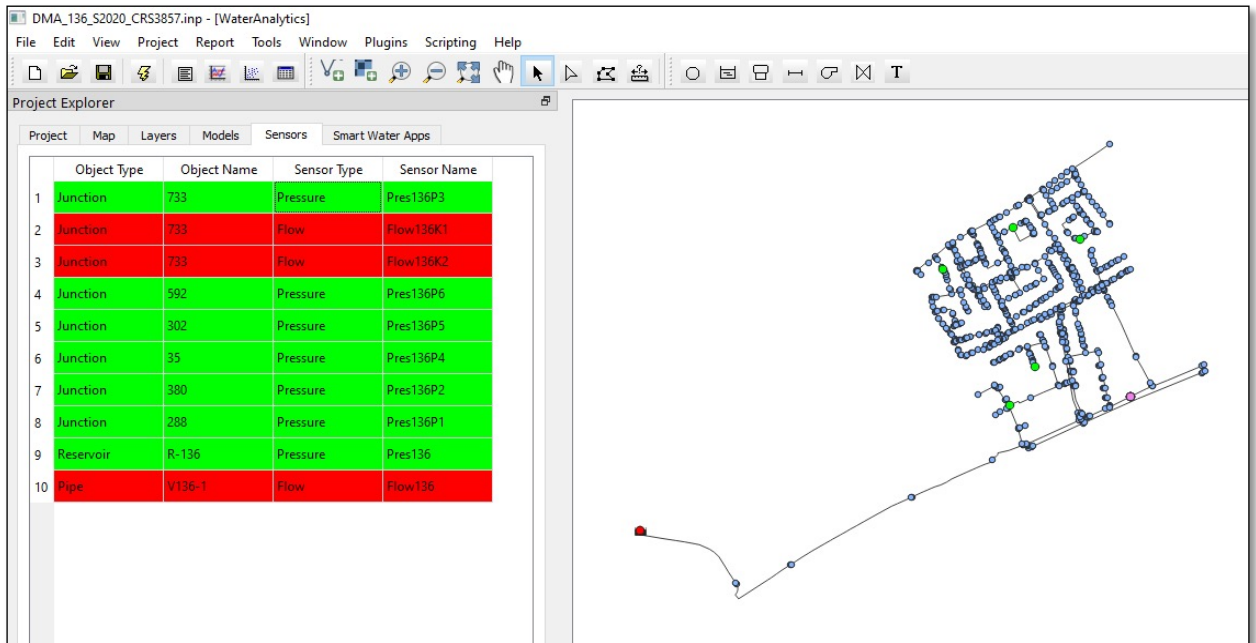 DMA_136_S2020_CRS3857.inp - [WaterAnalytics]
File Edit View Project Report Tools Window Plugins Scripting Help
T
Project Explorer
Project Map Layers Models Sensors Smart Water Apps
Object Type Object Name Sensor Type Sensor Name
1 Junction 733 Pressure Pres136P3
2 Junction 733 Flow Flow136K1
3 Junction 733 Flow Flow136K2
4 Junction 592 Pressure Pres136P6
5 Junction 302 Pressure Pres136P5
6 Junction 35 Pressure Pres136P4
7 Junction 380 Pressure Pres136P2
8 Junction 288 Pressure Pres136P1
9 Reservoir R-136 Pressure Pres136
10 Pipe V136-1 Flow Flow136